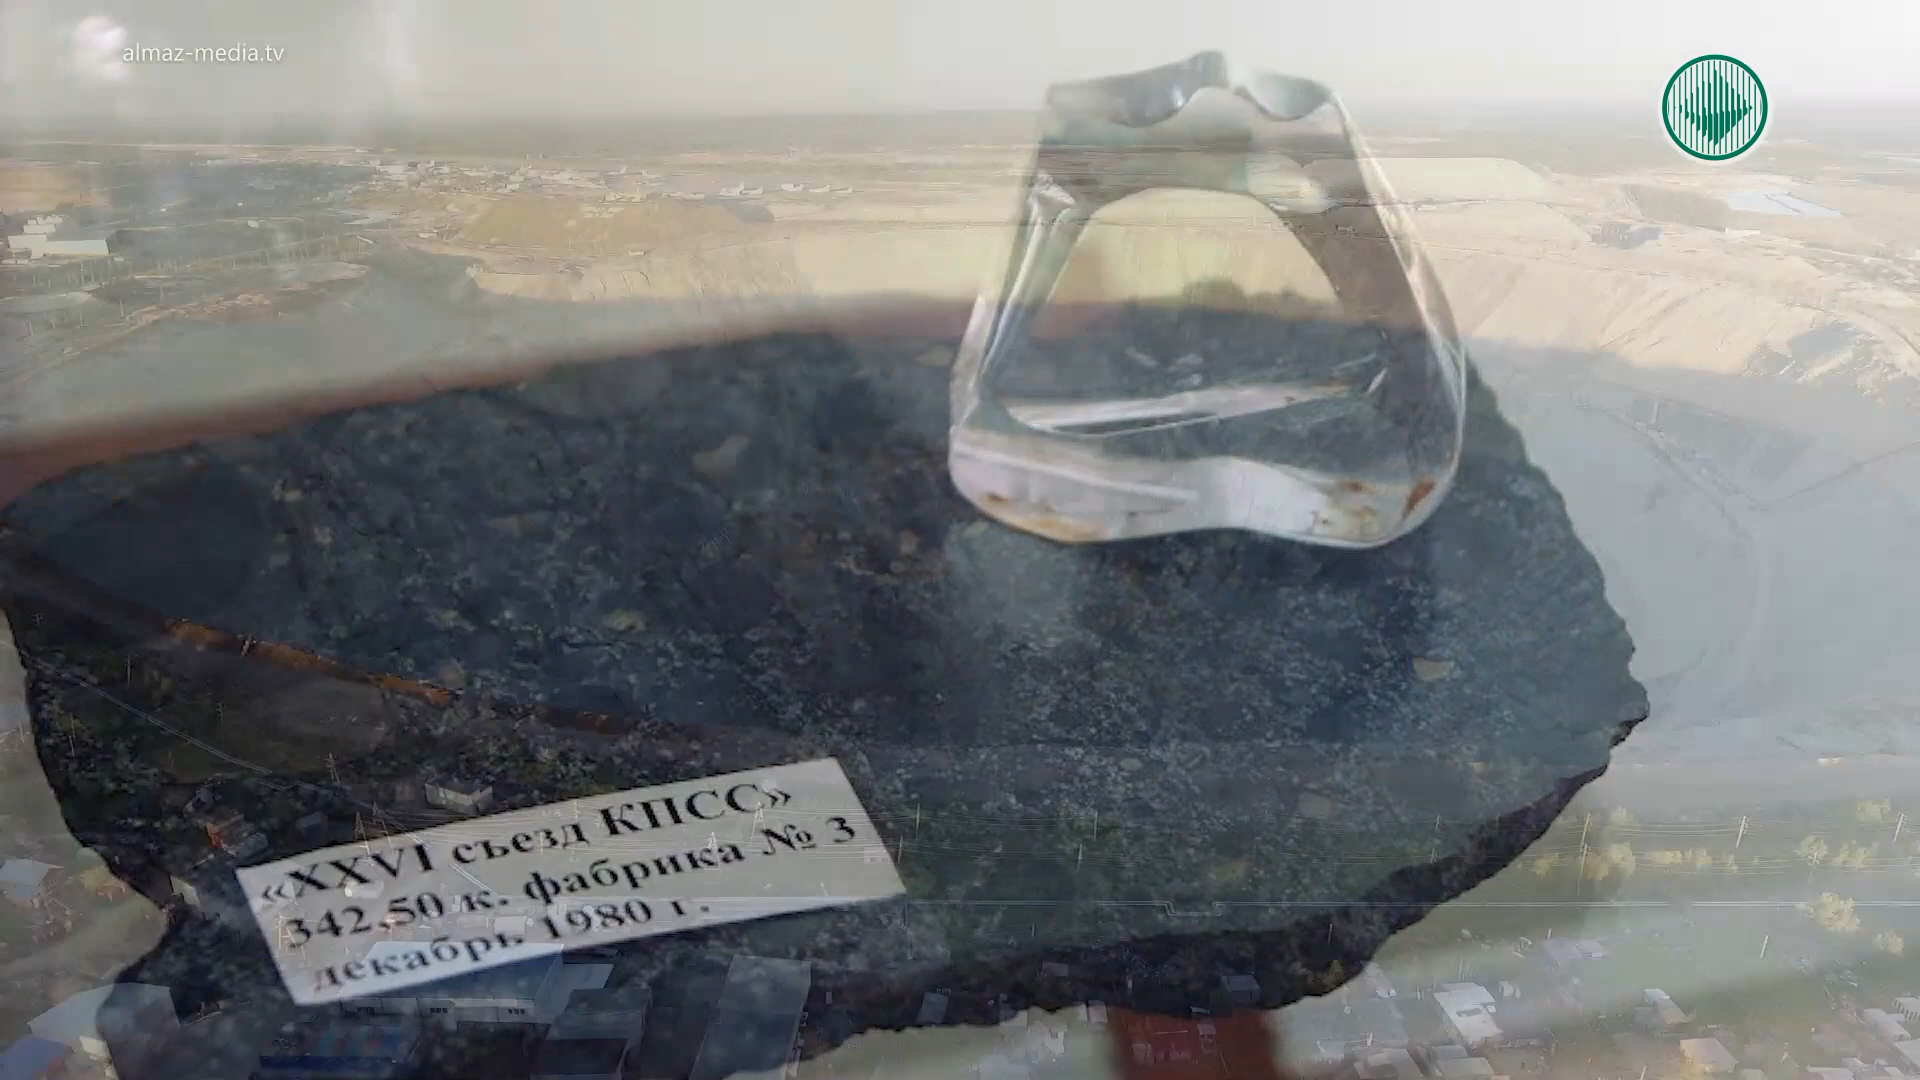 almaz-media.tv
«XXVI съезд КПСС»
342,50 к. фабрика № 3
декабрь 1980 г.